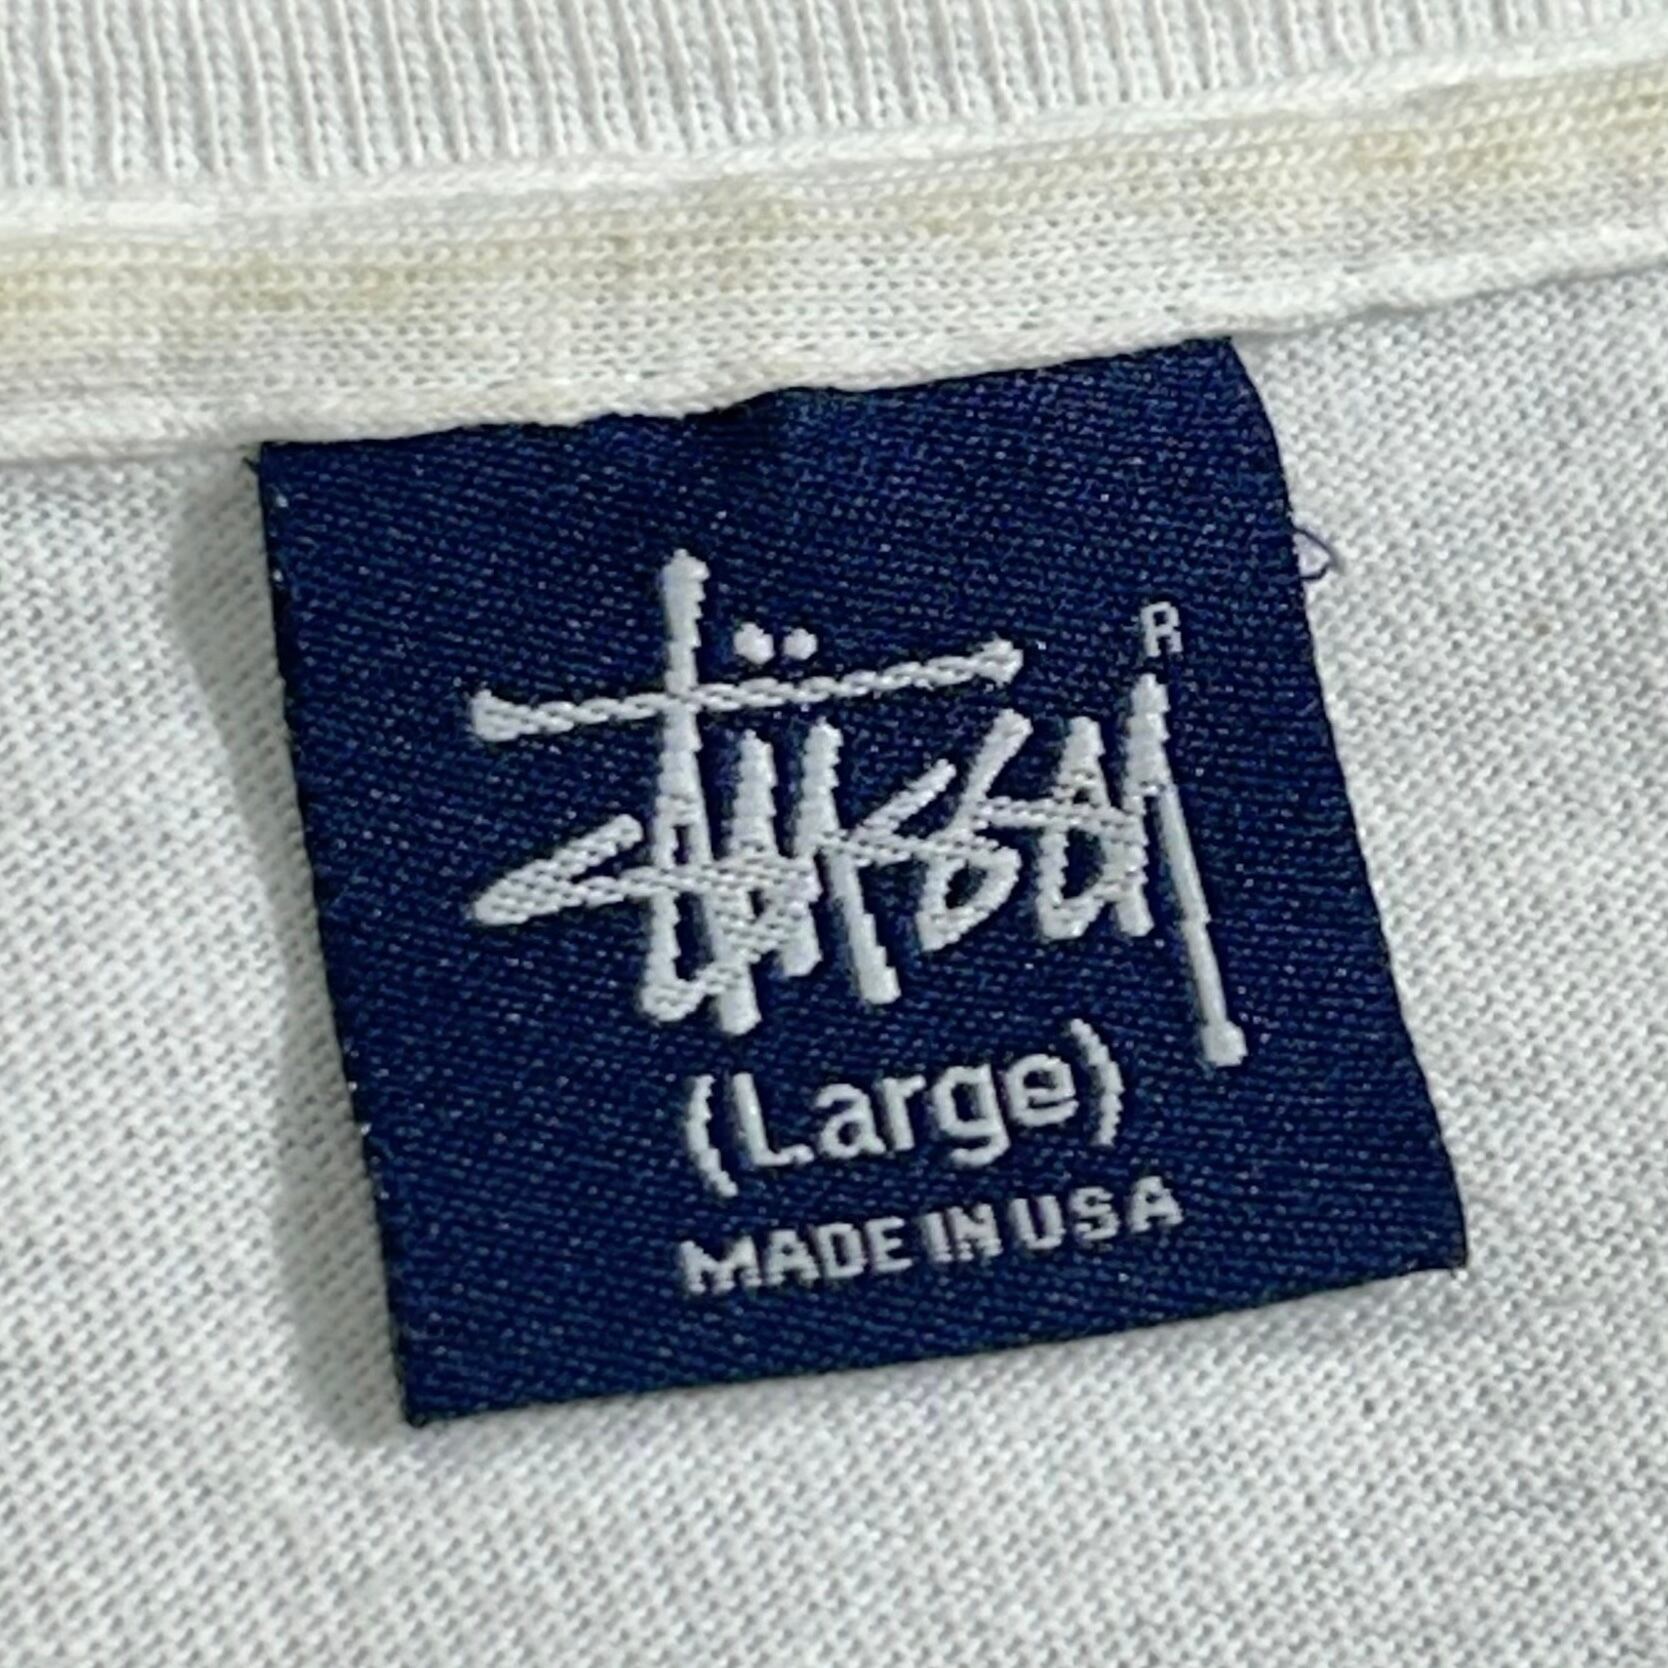 Stüssy
R
(Large)
MADE IN USA